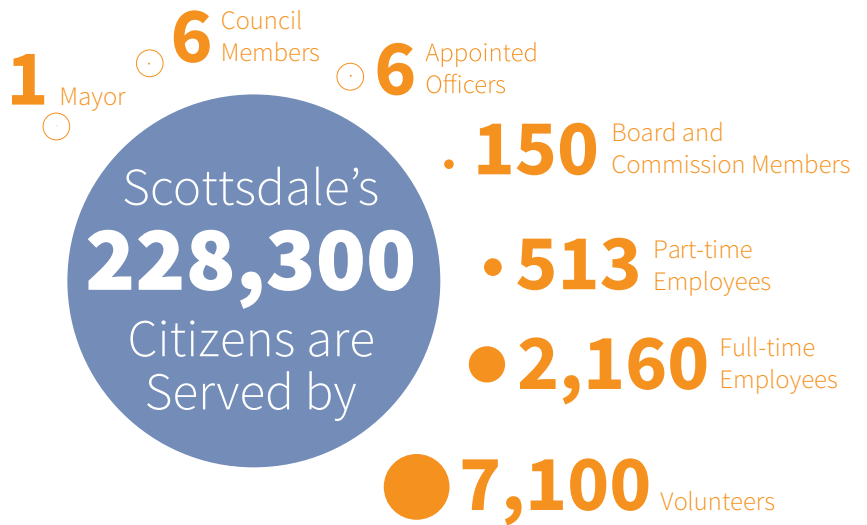 1 Mayor
6 Council
Members
6 Appointed
Officers
Scottsdale’s
228,300
Citizens are
Served by
150 Board and
Commission Members
513 Part-time
Employees
2,160 Full-time
Employees
7,100 Volunteers